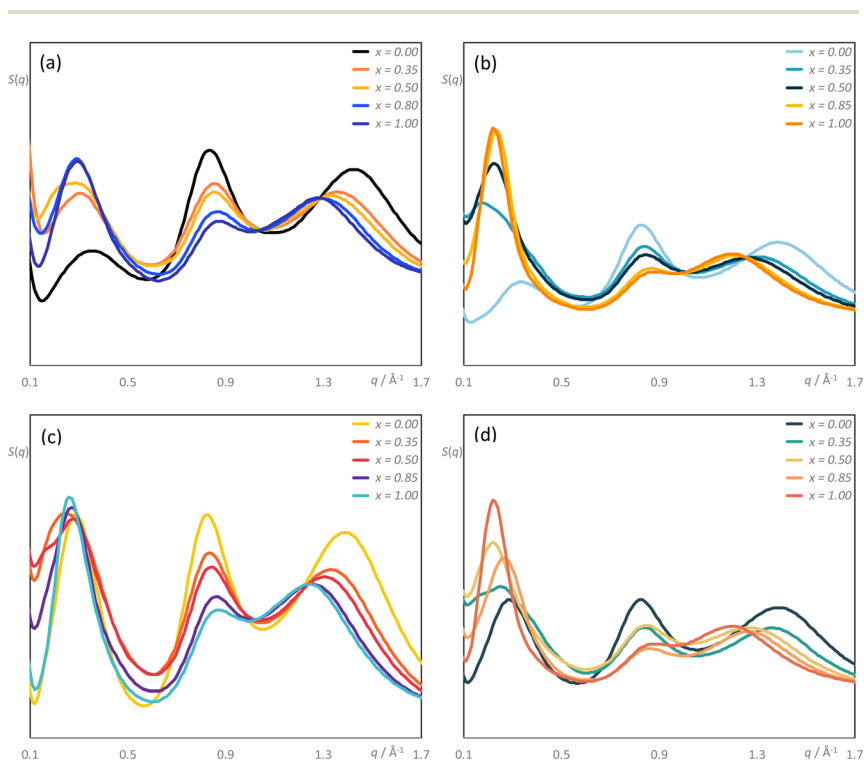 (a)
S(q)
x = 0.00
x = 0.35
x = 0.50
x = 0.80
x = 1.00
0.1 0.5 0.9 1.3 q / Å-1 1.7
(b)
S(q)
x = 0.00
x = 0.35
x = 0.50
x = 0.85
x = 1.00
0.1 0.5 0.9 1.3 q / Å-1 1.7
(c)
S(q)
x = 0.00
x = 0.35
x = 0.50
x = 0.85
x = 1.00
0.1 0.5 0.9 1.3 q / Å-1 1.7
(d)
S(q)
x = 0.00
x = 0.35
x = 0.50
x = 0.85
x = 1.00
0.1 0.5 0.9 1.3 q / Å-1 1.7